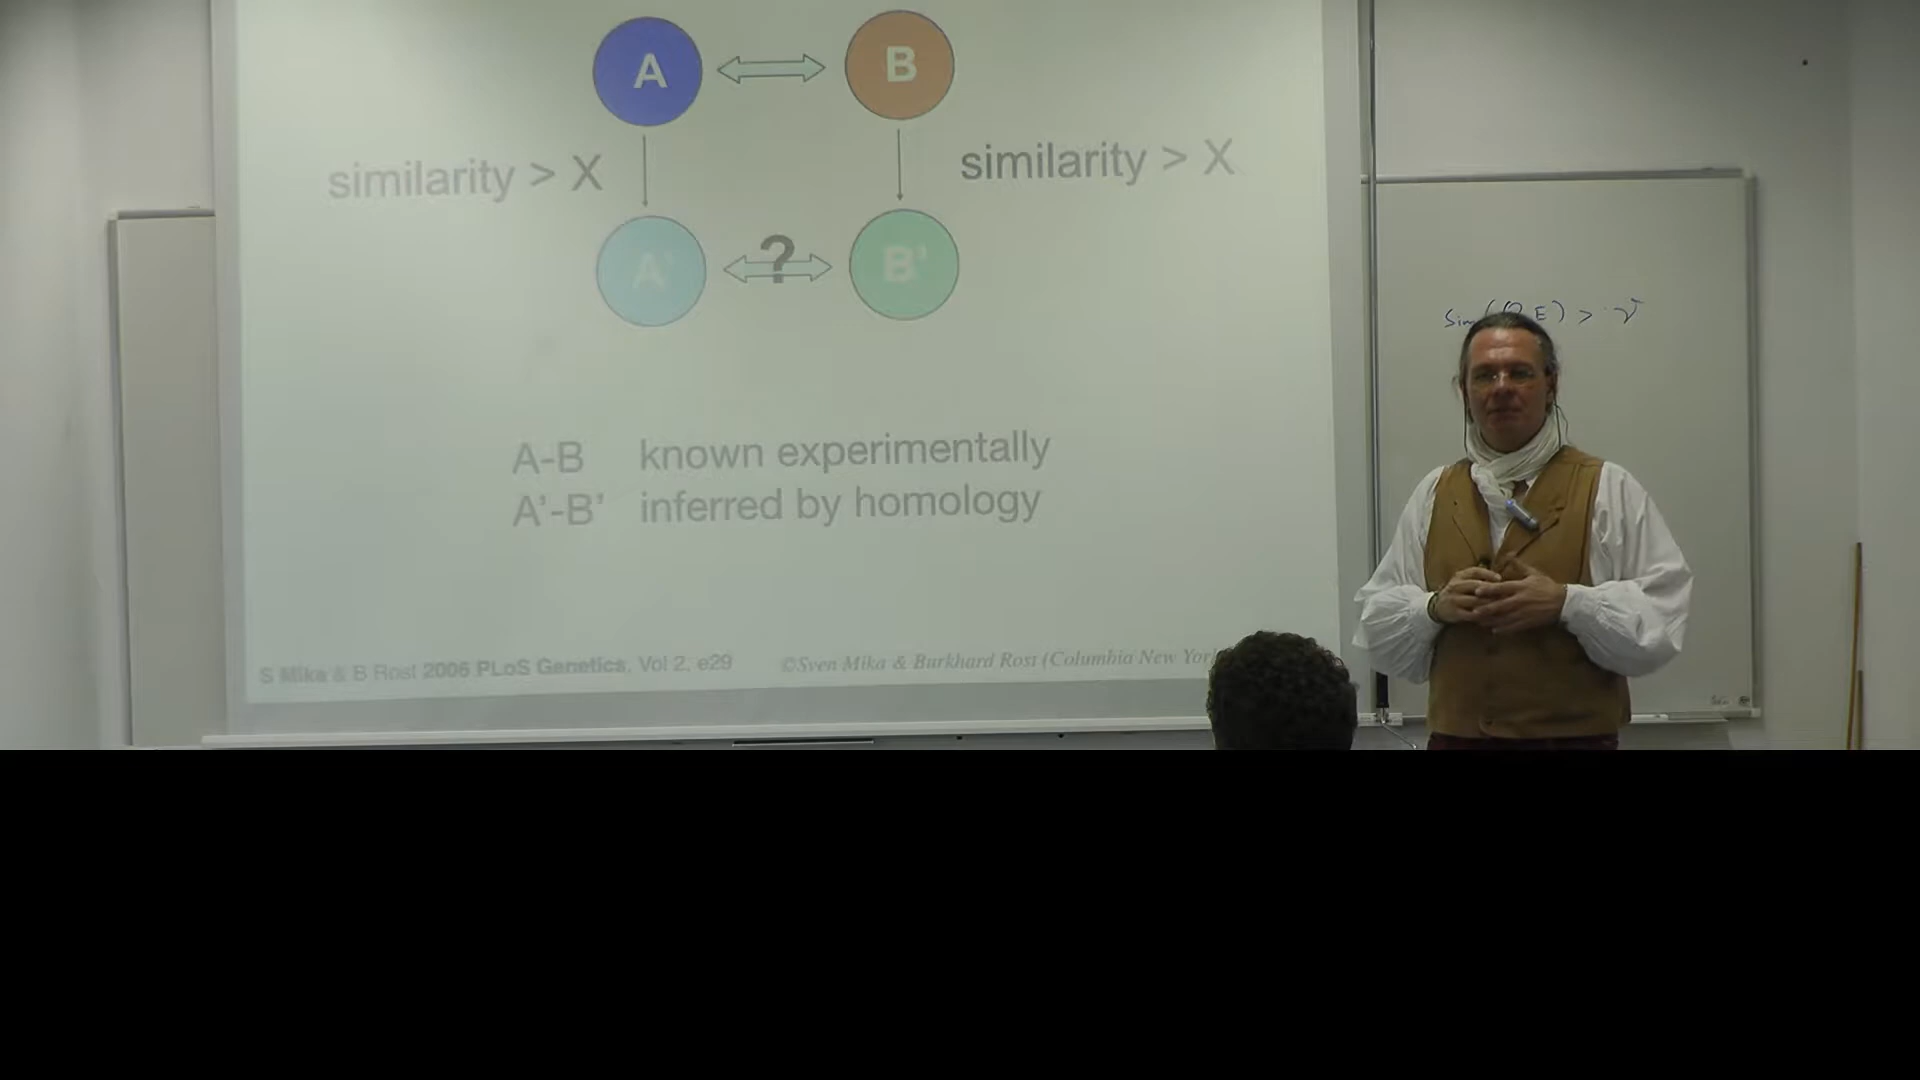 A B
similarity > X similarity > X
A' ? B'
A-B known experimentally
A'-B' inferred by homology
S Mika & B Rost 2006 PLoS Genetics, Vol 2, e29 ©Sven Mika & Burkhard Rost (Columbia New York
E) >